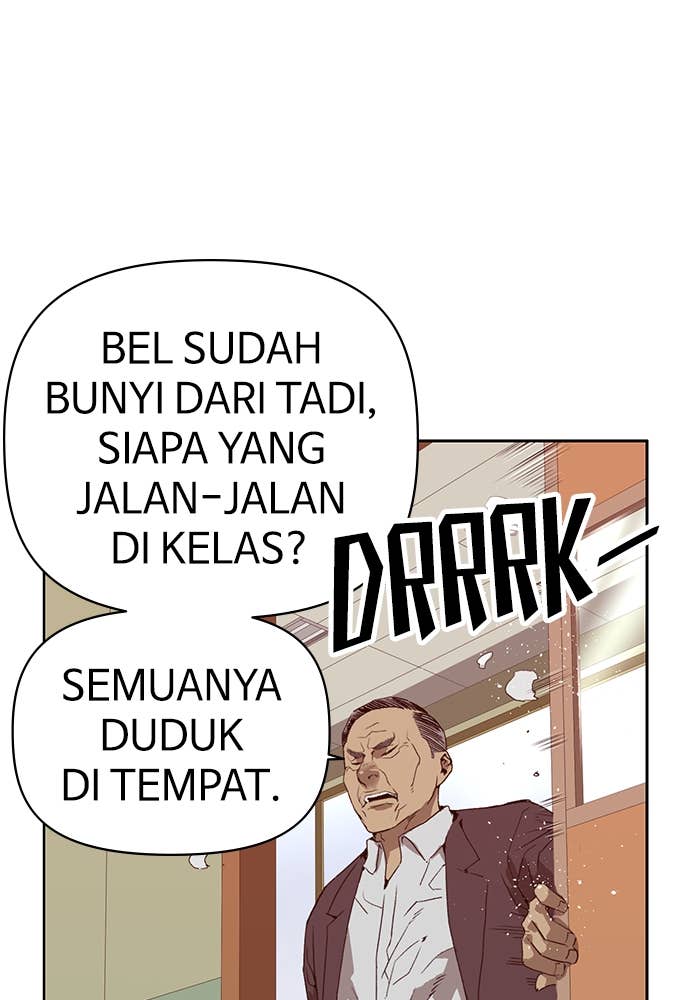 BEL SUDAH
BUNYI DARI TADI,
SIAPA YANG
JALAN-JALAN
DI KELAS?
DRRRK—
SEMUANYA
DUDUK
DI TEMPAT.